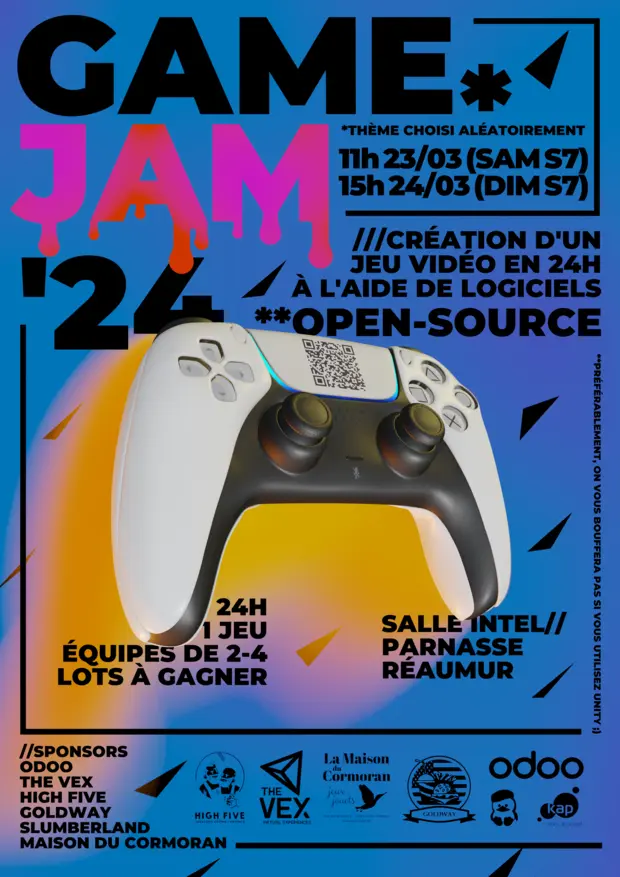 GAME*
JAM
'24
*THÈME CHOISI ALÉATOIREMENT
11h 23/03 (SAM S7)
15h 24/03 (DIM S7)
///CRÉATION D'UN
JEU VIDÉO EN 24H
À L'AIDE DE LOGICIELS
**OPEN-SOURCE
**PRÉFÉRABLEMENT, ON VOUS BOUFFERA PAS SI VOUS UTILISEZ UNITY ;)
24H
1 JEU
ÉQUIPES DE 2-4
LOTS À GAGNER
SALLE INTEL//
PARNASSE
RÉAUMUR
//SPONSORS
ODOO
THE VEX
HIGH FIVE
GOLDWAY
SLUMBERLAND
MAISON DU CORMORAN
HIGH FIVE
THE
VEX
La Maison
du
Cormoran
jeux
jouets
GOLDWAY
odoo
kap